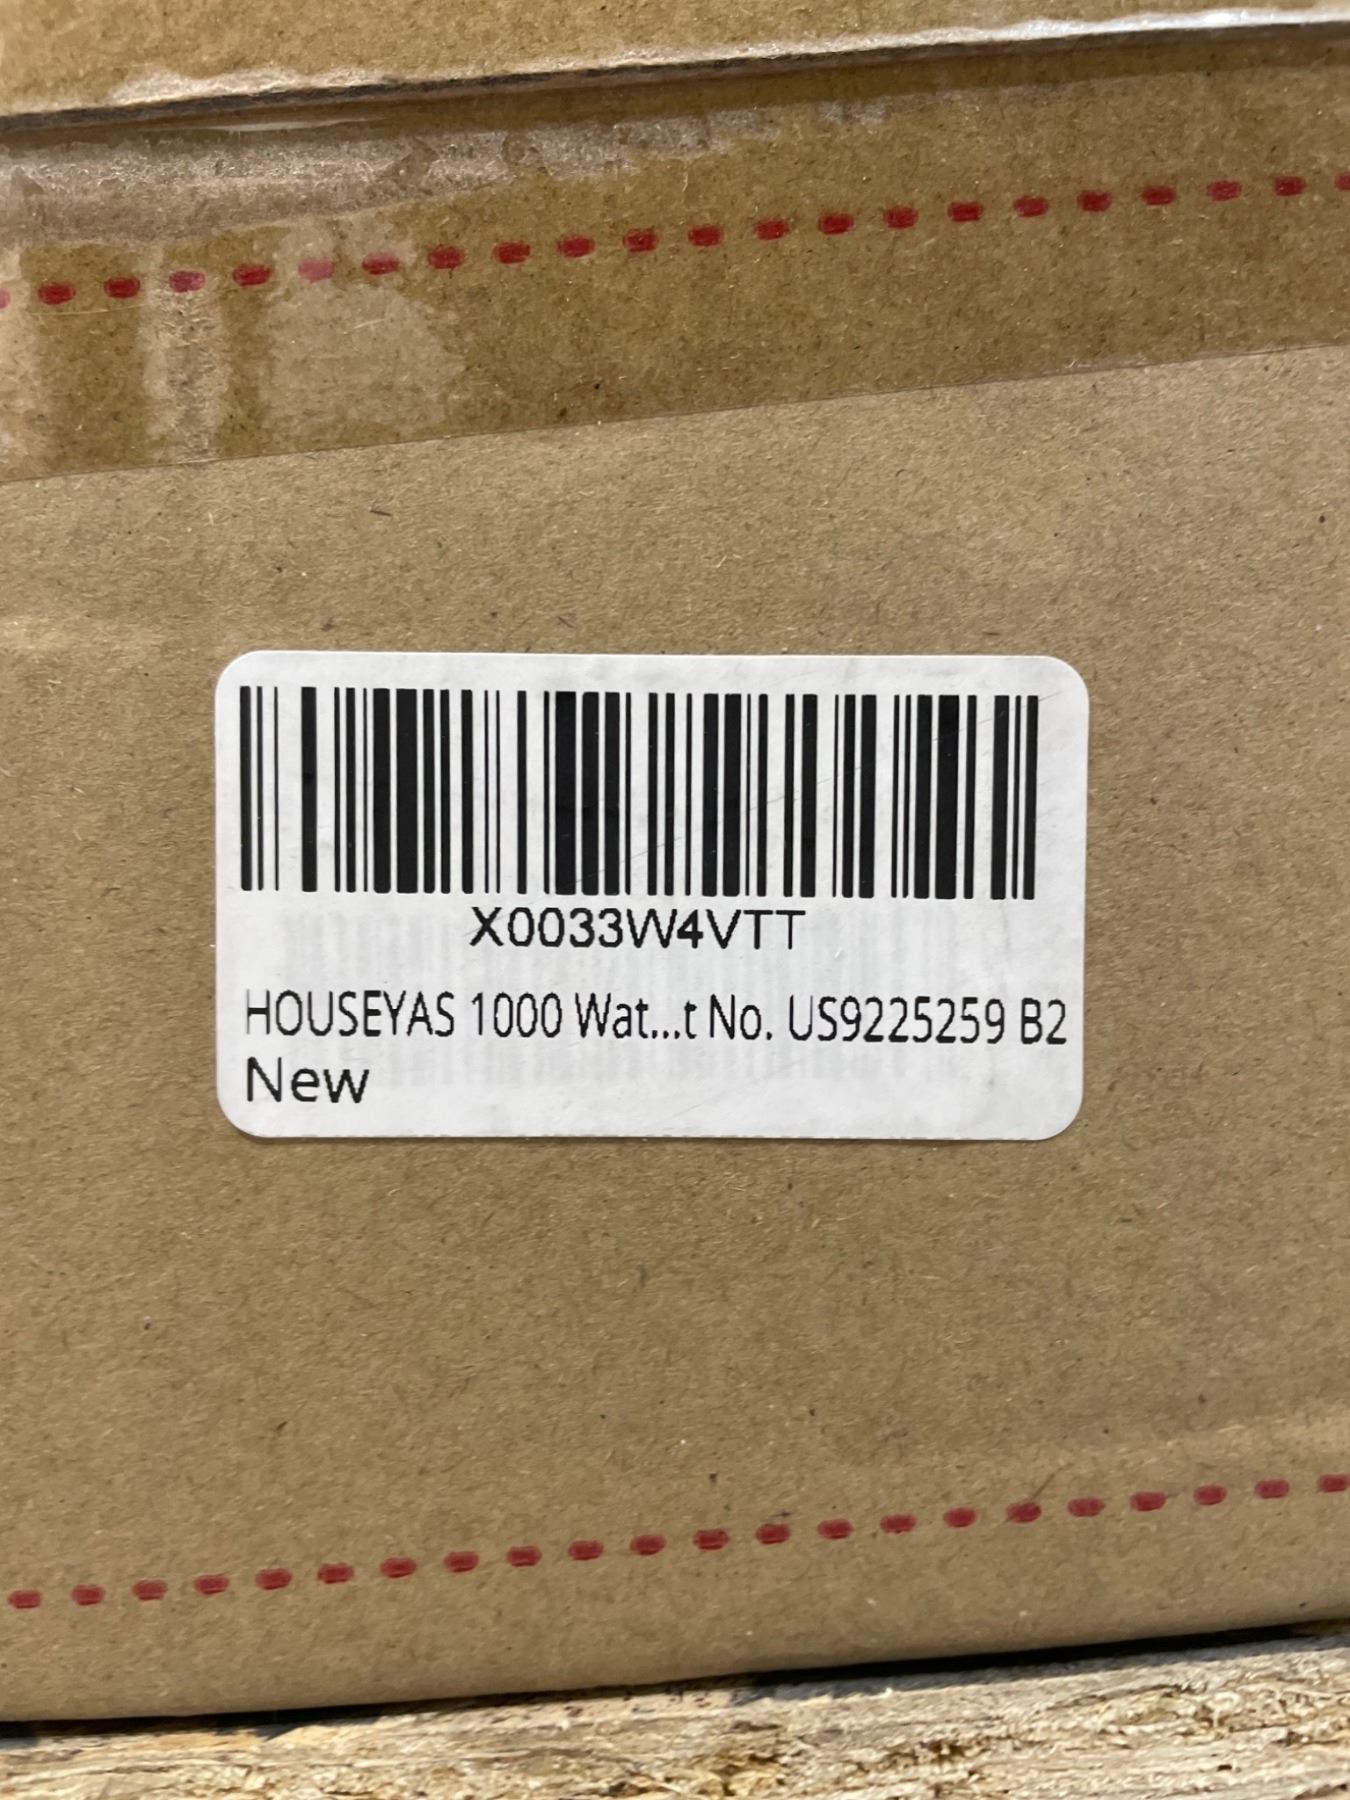 X0033W4VTT
HOUSEYAS 1000 Wat...t No. US9225259 B2
New